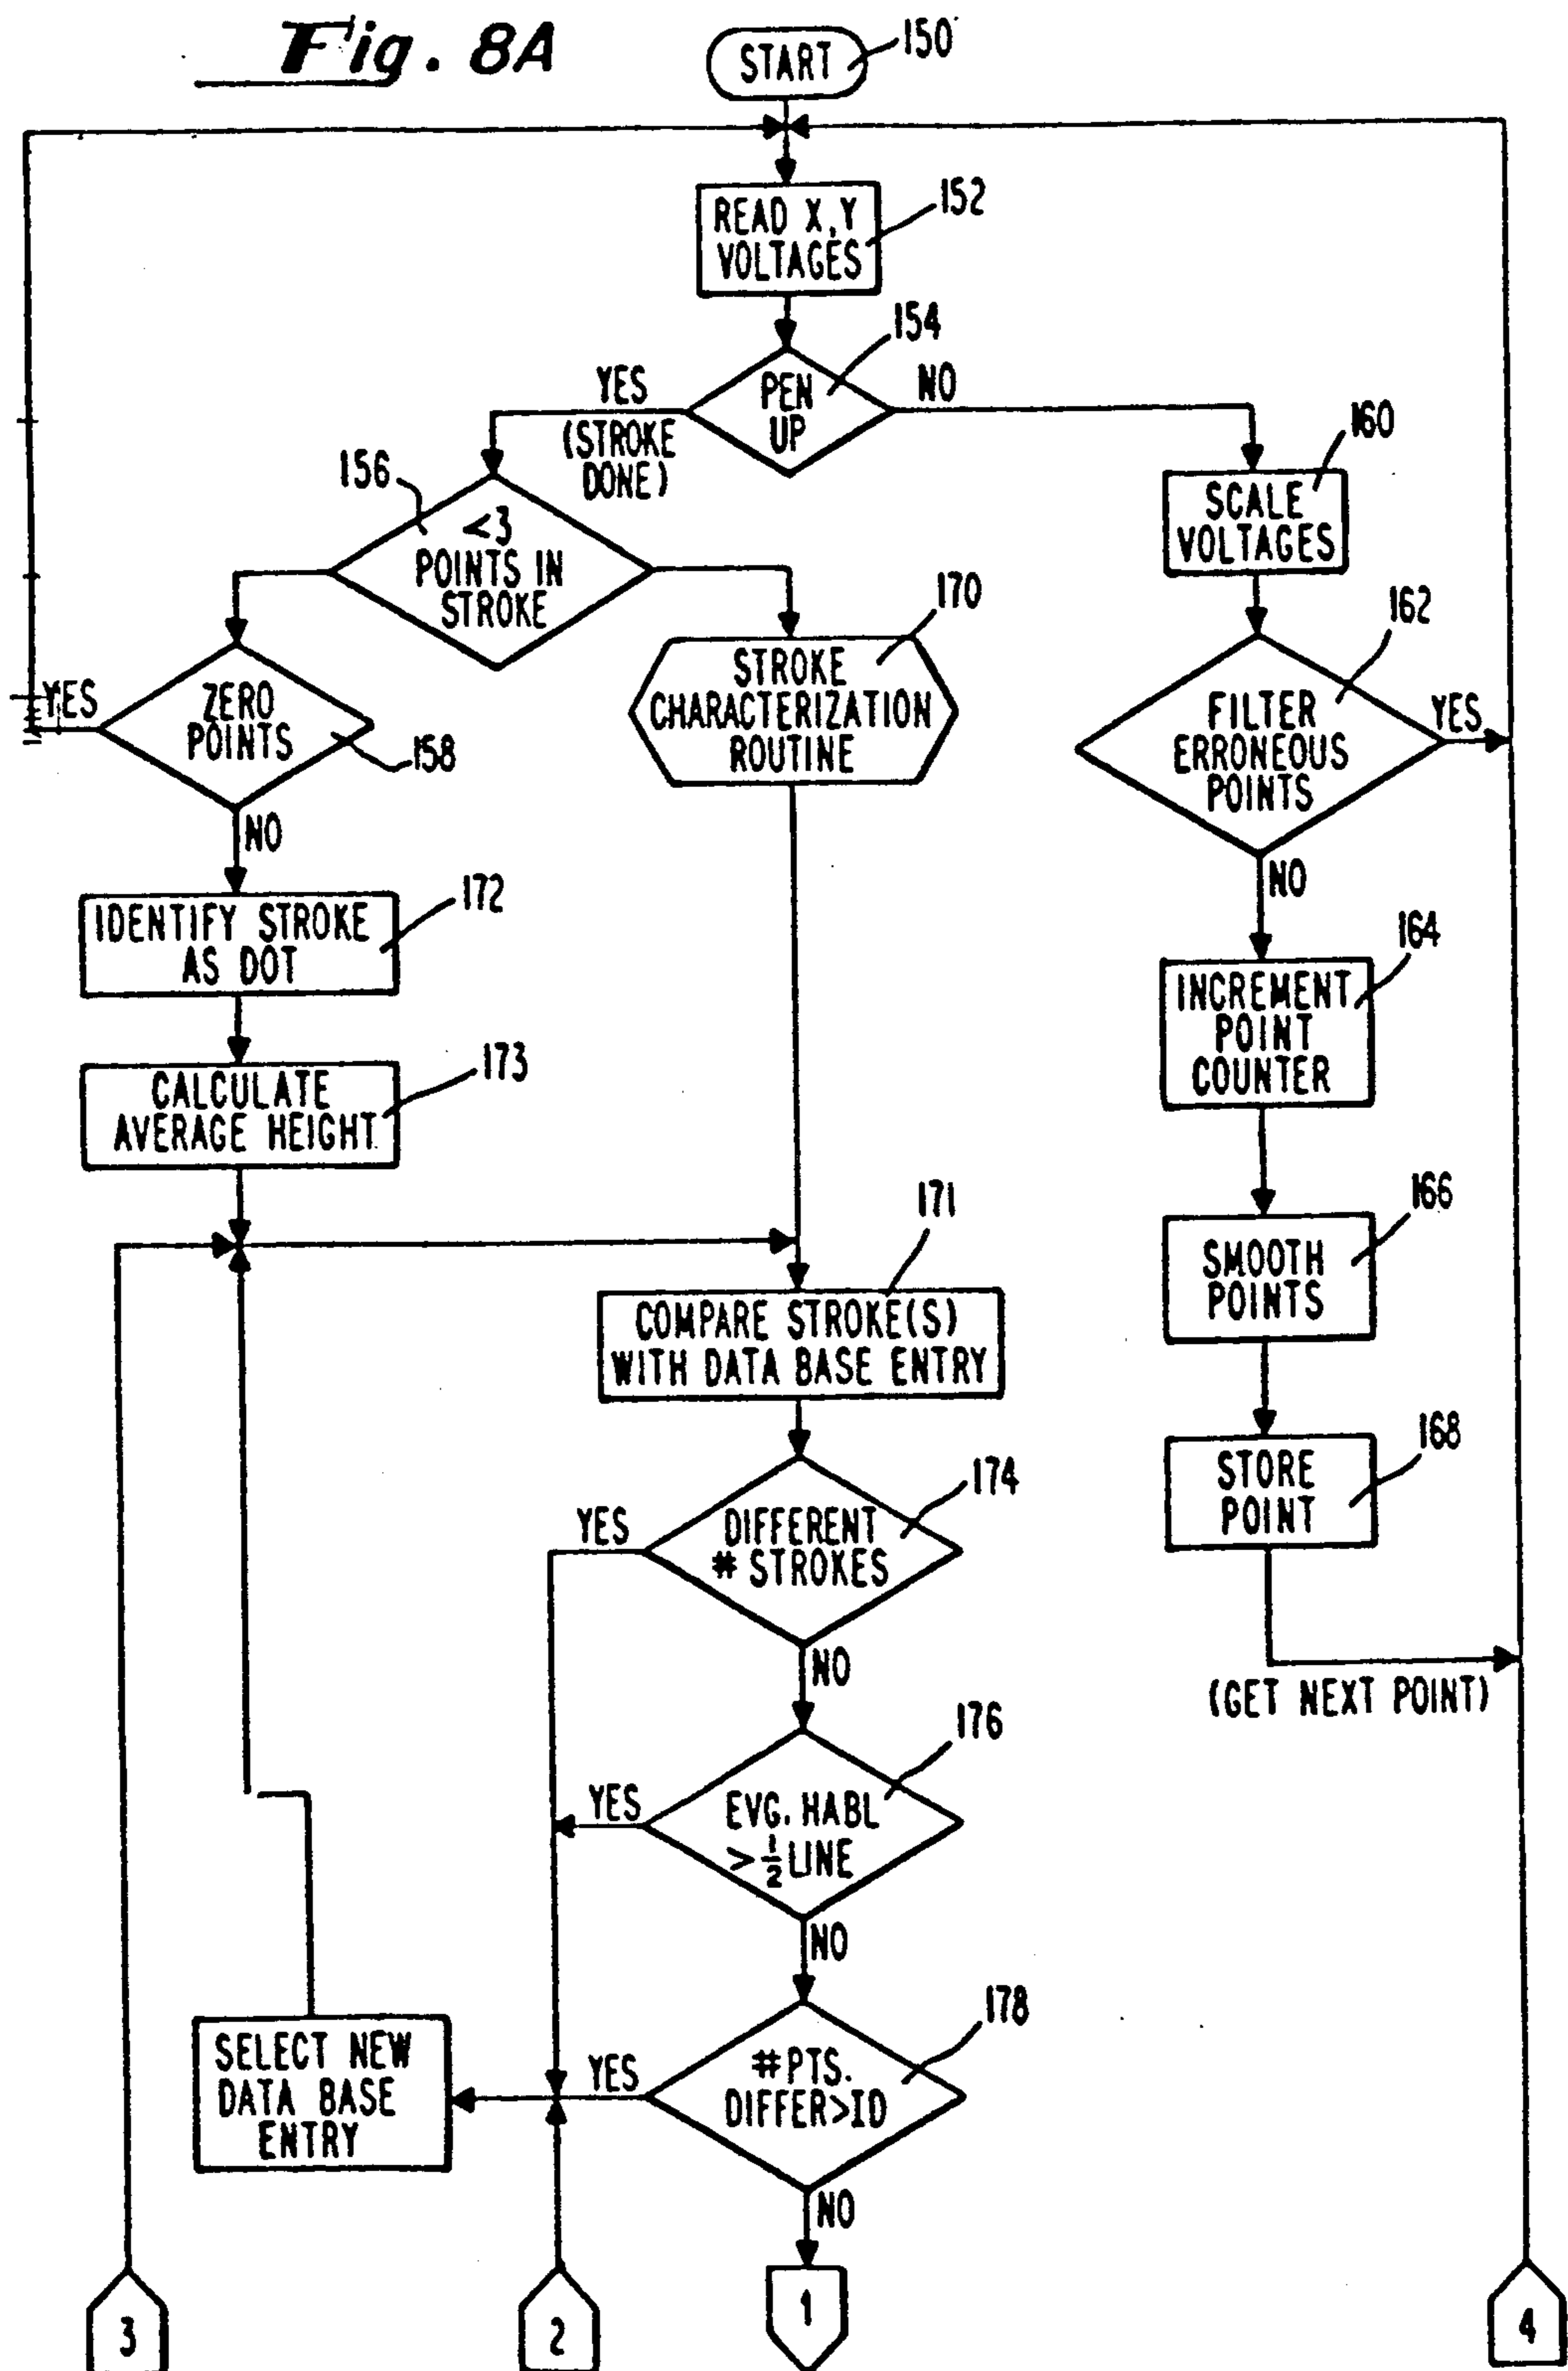 Fig. 8A
START
150
READ X,Y
VOLTAGES
152
154
PEN
UP
YES
(STROKE
DONE)
NO
156
<3
POINTS IN
STROKE
160
SCALE
VOLTAGES
YES
ZERO
POINTS
158
NO
170
STROKE
CHARACTERIZATION
ROUTINE
162
FILTER
ERRONEOUS
POINTS
YES
NO
IDENTIFY STROKE
AS DOT
172
164
INCREMENT
POINT
COUNTER
CALCULATE
AVERAGE HEIGHT
173
171
COMPARE STROKE(S)
WITH DATA BASE ENTRY
166
SMOOTH
POINTS
168
STORE
POINT
(GET NEXT POINT)
174
YES
DIFFERENT
# STROKES
NO
176
YES
EVG. HABL
>½ LINE
NO
178
SELECT NEW
DATA BASE
ENTRY
YES
#PTS.
DIFFER>10
NO
3
2
1
4